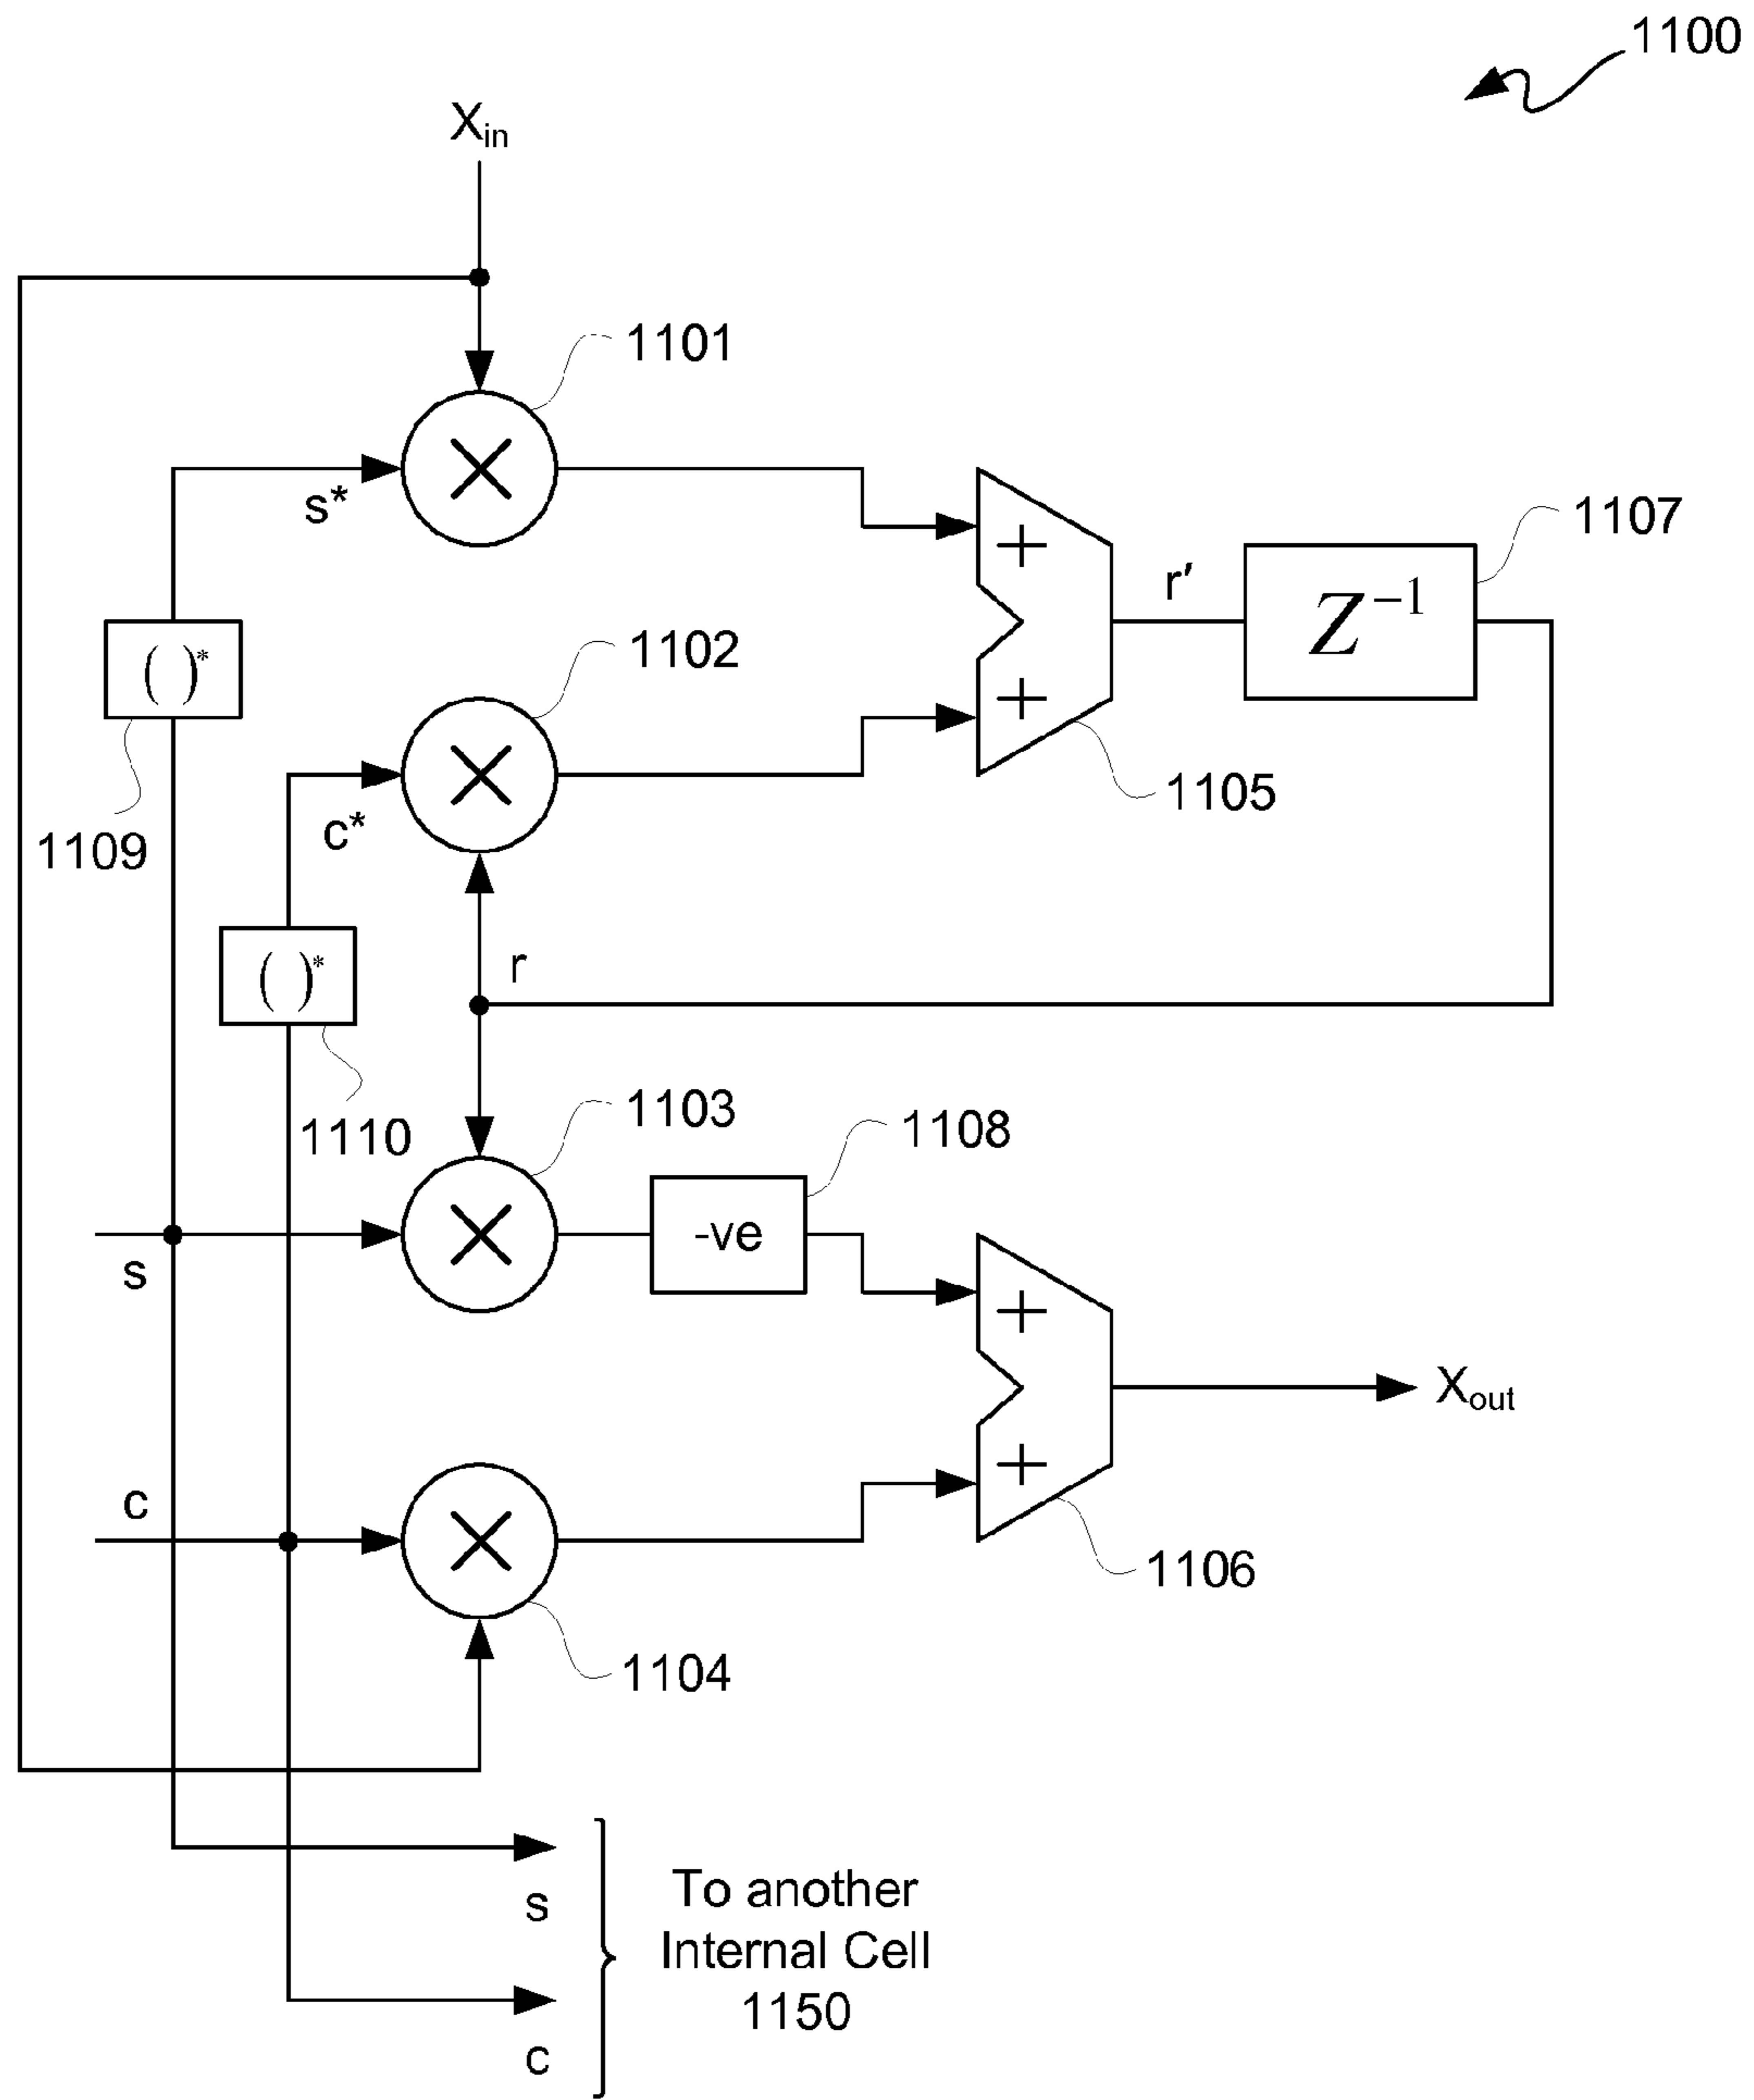 1100
Xin
1101
s*
1107
r′
Z−1
1102
( )*
1105
c*
1109
( )*
r
1103
1108
1110
-ve
s
Xout
c
1106
1104
s
To another
Internal Cell
1150
c